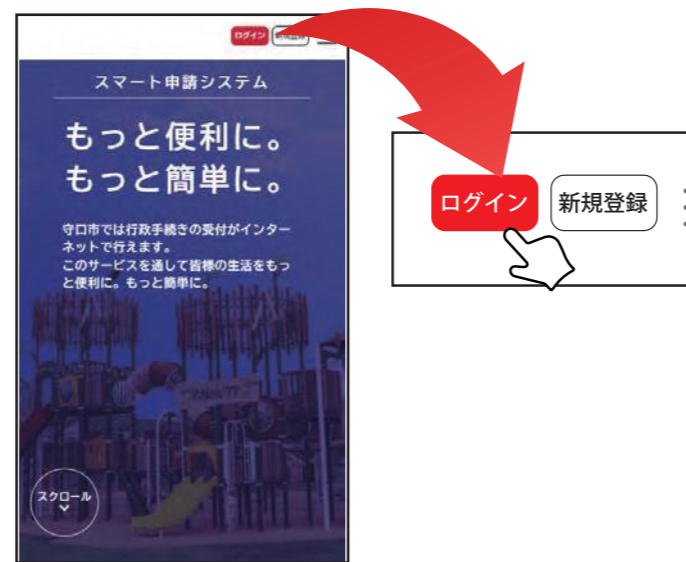 ログイン
スマート申請システム
もっと便利に。
もっと簡単に。
守口市では行政手続きの受付がインター
ネットで行えます。
このサービスを通して皆様の生活をもっ
と便利に。もっと簡単に。
スクロール
ログイン
新規登録